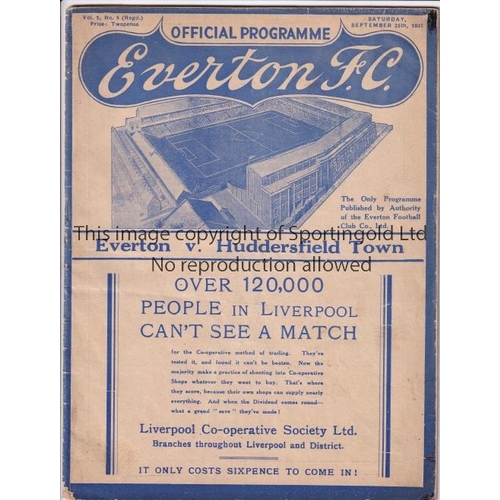 Vol. 5, No. 8 (Regd.)
Price: Twopence
OFFICIAL PROGRAMME
SATURDAY,
SEPTEMBER 25th, 1937
Everton F.C.
The Only Programme
Published by Authority
of the Everton Football
Club Co., Ltd.
This image copyright of Sportingold Ltd
Everton v. Huddersfield Town
No reproduction allowed
OVER 120,000
PEOPLE IN LIVERPOOL
CAN'T SEE A MATCH
for the Co-operative method of trading. They've
tested it, and found it can't be beaten. Now the
majority make a practice of shooting into Co-operative
Shops whatever they want to buy. That's where
they score, because their own shops can supply nearly
everything. And when the Dividend comes round—
what a grand "save" they've made!
Liverpool Co-operative Society Ltd.
Branches throughout Liverpool and District.
IT ONLY COSTS SIXPENCE TO COME IN!